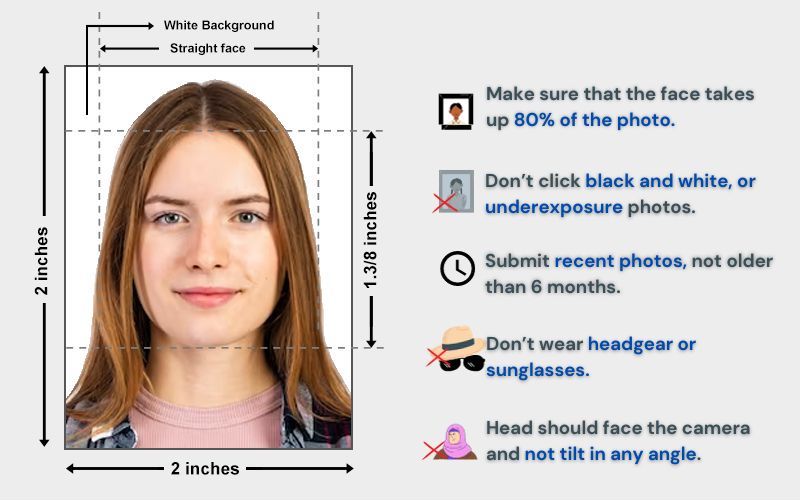 White Background
Straight face
2 inches
1.3/8 inches
2 inches
Make sure that the face takes
up 80% of the photo.
Don’t click black and white, or
underexposure photos.
Submit recent photos, not older
than 6 months.
Don’t wear headgear or
sunglasses.
Head should face the camera
and not tilt in any angle.